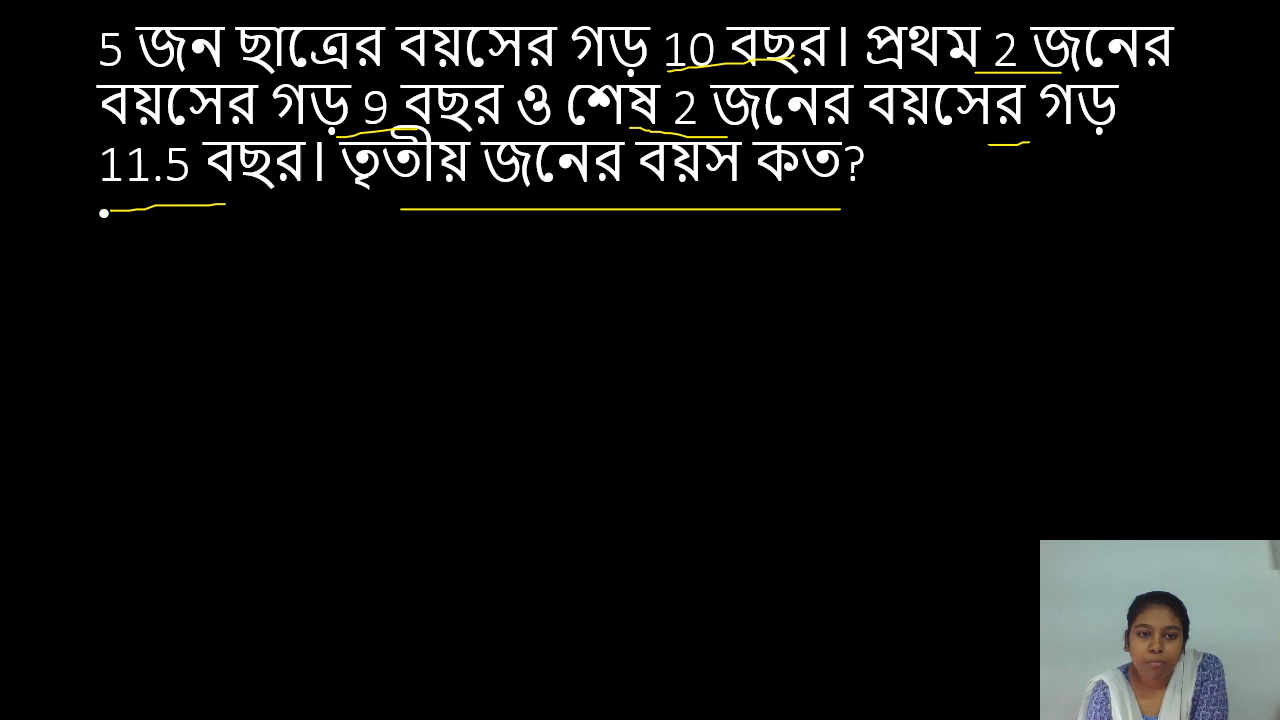 5 জন ছাত্রের বয়সের গড় 10 বছর। প্রথম 2 জনের
বয়সের গড় 9 বছর ও শেষ 2 জনের বয়সের গড়
11.5 বছর। তৃতীয় জনের বয়স কত?